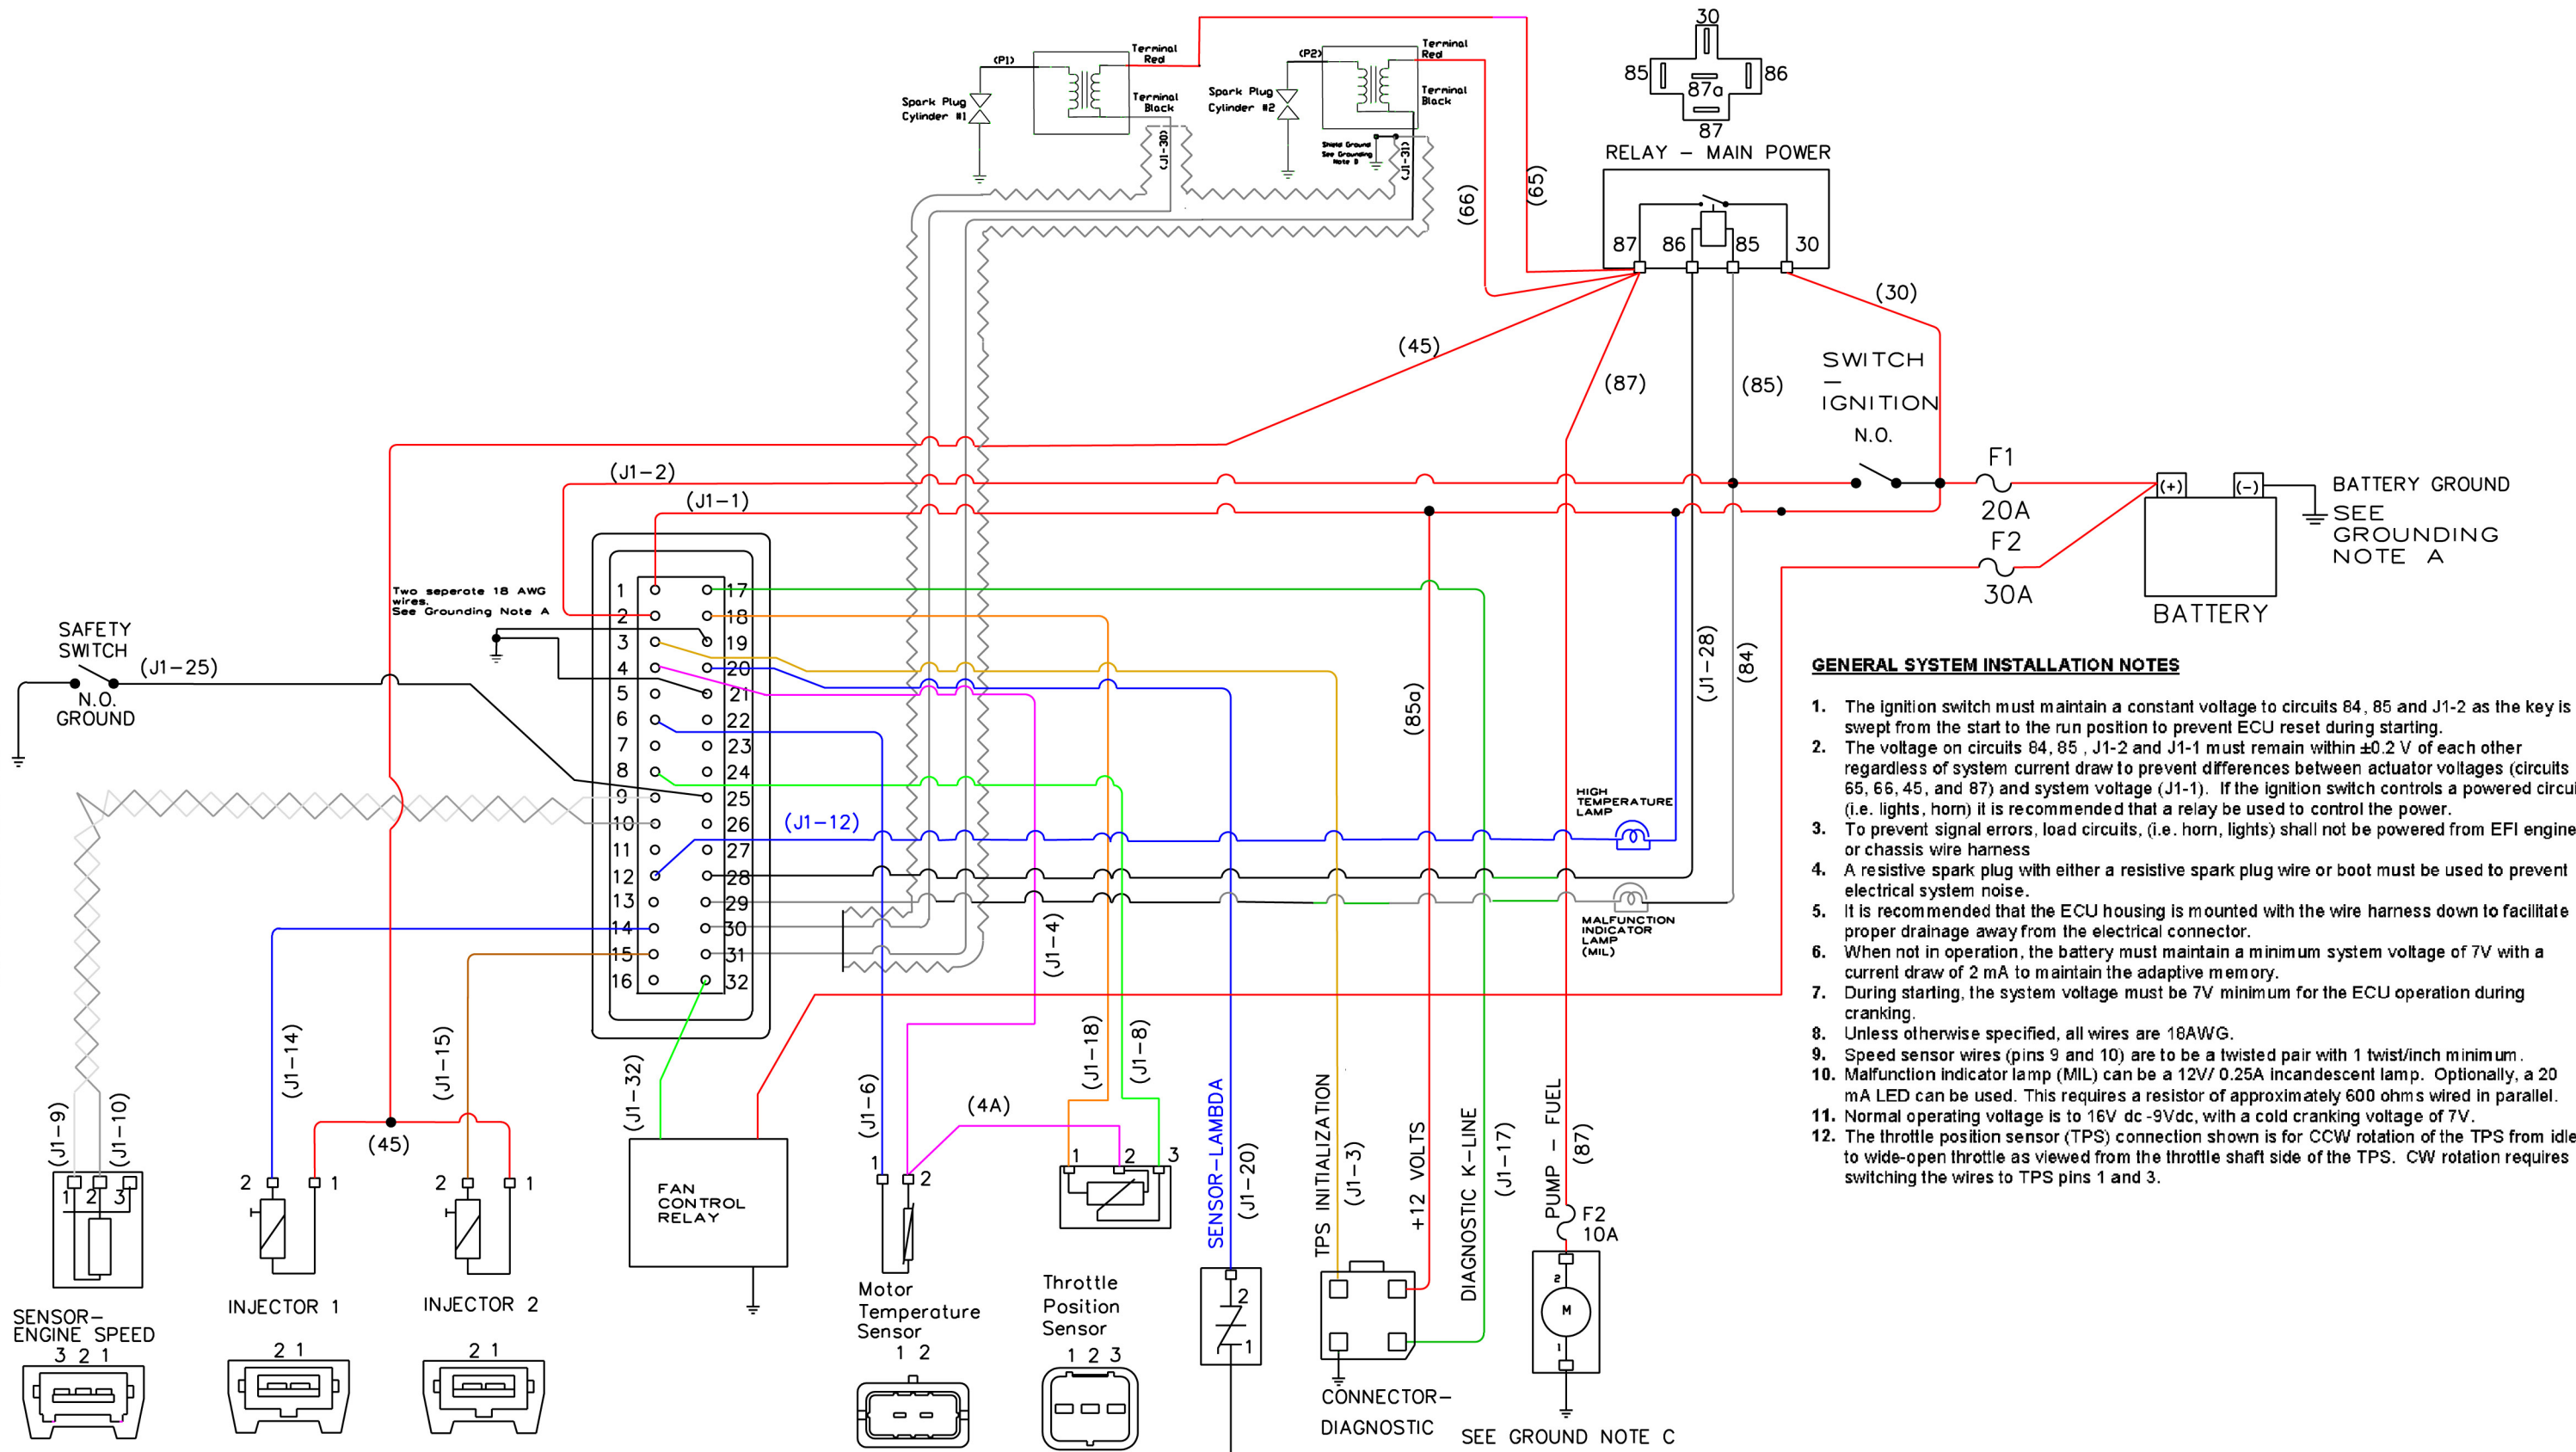 30
85
86
87a
87
RELAY – MAIN POWER
87
86
85
30
(P1)
Terminal
Red
Terminal
Black
Spark Plug
Cylinder #1
(J1-30)
(P2)
Terminal
Red
Terminal
Black
Spark Plug
Cylinder #2
Shield Ground
See Grounding
Note B
(J1-31)
(66)
(65)
(30)
(45)
(87)
(85)
SWITCH
–
IGNITION
N.O.
F1
20A
F2
30A
(+)
(-)
BATTERY
BATTERY GROUND
SEE
GROUNDING
NOTE A
(J1-2)
(J1-1)
Two seperate 18 AWG
wires.
See Grounding Note A
SAFETY
SWITCH
N.O.
GROUND
(J1-25)
1
2
3
4
5
6
7
8
9
10
11
12
13
14
15
16
17
18
19
20
21
22
23
24
25
26
27
28
29
30
31
32
(J1-12)
(85a)
(J1-28)
(84)
HIGH
TEMPERATURE
LAMP
MALFUNCTION
INDICATOR
LAMP
(MIL)
GENERAL SYSTEM INSTALLATION NOTES
1. The ignition switch must maintain a constant voltage to circuits 84, 85 and J1-2 as the key is
swept from the start to the run position to prevent ECU reset during starting.
2. The voltage on circuits 84, 85 , J1-2 and J1-1 must remain within ±0.2 V of each other
regardless of system current draw to prevent differences between actuator voltages (circuits
65, 66, 45, and 87) and system voltage (J1-1). If the ignition switch controls a powered circui
(i.e. lights, horn) it is recommended that a relay be used to control the power.
3. To prevent signal errors, load circuits, (i.e. horn, lights) shall not be powered from EFI engine
or chassis wire harness
4. A resistive spark plug with either a resistive spark plug wire or boot must be used to prevent
electrical system noise.
5. It is recommended that the ECU housing is mounted with the wire harness down to facilitate
proper drainage away from the electrical connector.
6. When not in operation, the battery must maintain a minimum system voltage of 7V with a
current draw of 2 mA to maintain the adaptive memory.
7. During starting, the system voltage must be 7V minimum for the ECU operation during
cranking.
8. Unless otherwise specified, all wires are 18AWG.
9. Speed sensor wires (pins 9 and 10) are to be a twisted pair with 1 twist/inch minimum.
10. Malfunction indicator lamp (MIL) can be a 12V/ 0.25A incandescent lamp. Optionally, a 20
mA LED can be used. This requires a resistor of approximately 600 ohms wired in parallel.
11. Normal operating voltage is to 16V dc -9Vdc, with a cold cranking voltage of 7V.
12. The throttle position sensor (TPS) connection shown is for CCW rotation of the TPS from idle
to wide-open throttle as viewed from the throttle shaft side of the TPS. CW rotation requires
switching the wires to TPS pins 1 and 3.
(J1-9)
(J1-10)
1 2 3
SENSOR–
ENGINE SPEED
3 2 1
(J1-14)
(45)
2
1
INJECTOR 1
2 1
(J1-15)
2
1
INJECTOR 2
2 1
(J1-32)
FAN
CONTROL
RELAY
(J1-6)
(J1-4)
(4A)
1
2
Motor
Temperature
Sensor
1 2
(J1-18)
(J1-8)
1
2
3
Throttle
Position
Sensor
1 2 3
SENSOR-LAMBDA
(J1-20)
2
1
TPS INITIALIZATION
(J1-3)
+12 VOLTS
DIAGNOSTIC K-LINE
(J1-17)
CONNECTOR–
DIAGNOSTIC
PUMP – FUEL
(87)
F2
10A
2
M
1
SEE GROUND NOTE C